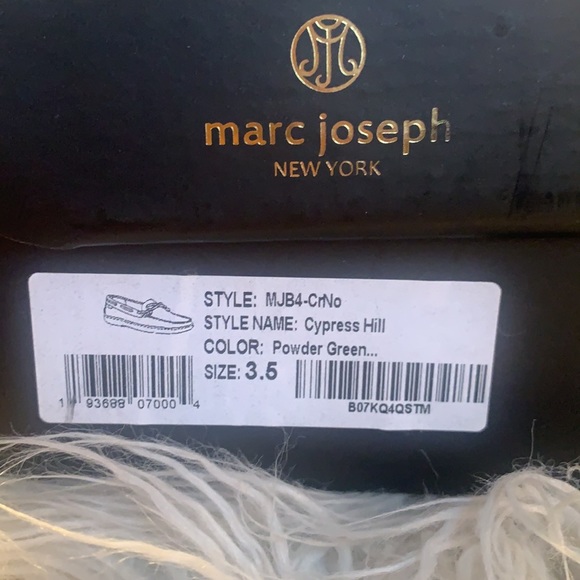 marc joseph
NEW YORK
STYLE: MJB4-CrNo
STYLE NAME: Cypress Hill
COLOR: Powder Green...
SIZE: 3.5
1 93688 07000 4
B07KQ4QSTM